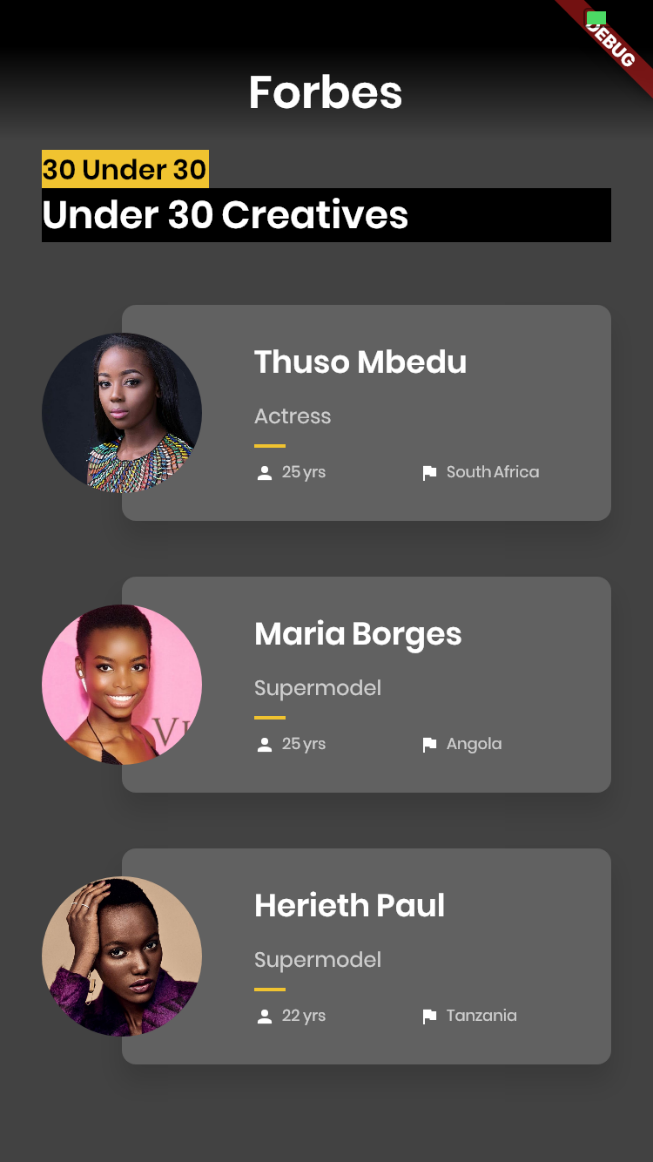 DEBUG
Forbes
30 Under 30
Under 30 Creatives
Thuso Mbedu
Actress
25 yrs South Africa
Maria Borges
Supermodel
25 yrs Angola
Herieth Paul
Supermodel
22 yrs Tanzania